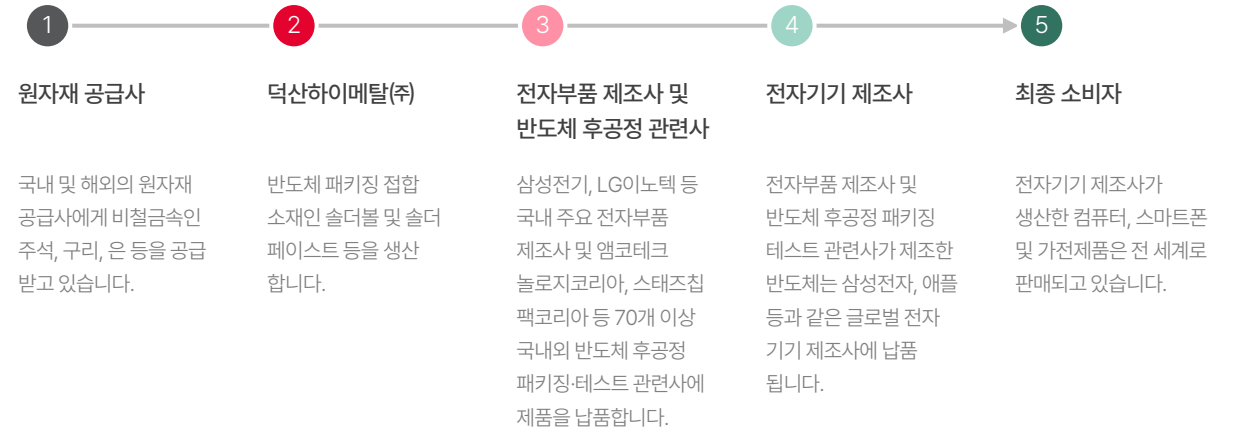 1
2
3
4
5
원자재 공급사
국내 및 해외의 원자재
공급사에게 비철금속인
주석, 구리, 은 등을 공급
받고 있습니다.
덕산하이메탈㈜
반도체 패키징 접합
소재인 솔더볼 및 솔더
페이스트 등을 생산
합니다.
전자부품 제조사 및
반도체 후공정 관련사
삼성전기, LG이노텍 등
국내 주요 전자부품
제조사 및 앰코테크
놀로지코리아, 스태츠칩
팩코리아 등 70개 이상
국내외 반도체 후공정
패키징·테스트 관련사에
제품을 납품합니다.
전자기기 제조사
전자부품 제조사 및
반도체 후공정 패키징
테스트 관련사가 제조한
반도체는 삼성전자, 애플
등과 같은 글로벌 전자
기기 제조사에 납품
됩니다.
최종 소비자
전자기기 제조사가
생산한 컴퓨터, 스마트폰
및 가전제품은 전 세계로
판매되고 있습니다.